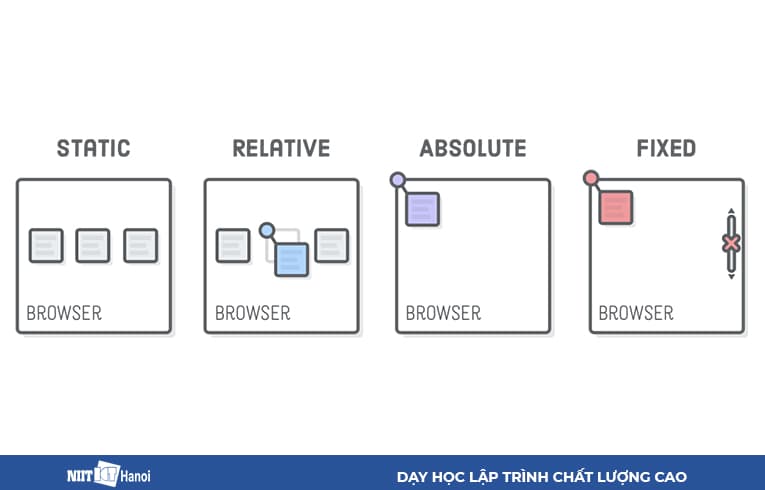 STATIC
RELATIVE
ABSOLUTE
FIXED
BROWSER
BROWSER
BROWSER
BROWSER
NIIT ICT Hanoi
DẠY HỌC LẬP TRÌNH CHẤT LƯỢNG CAO